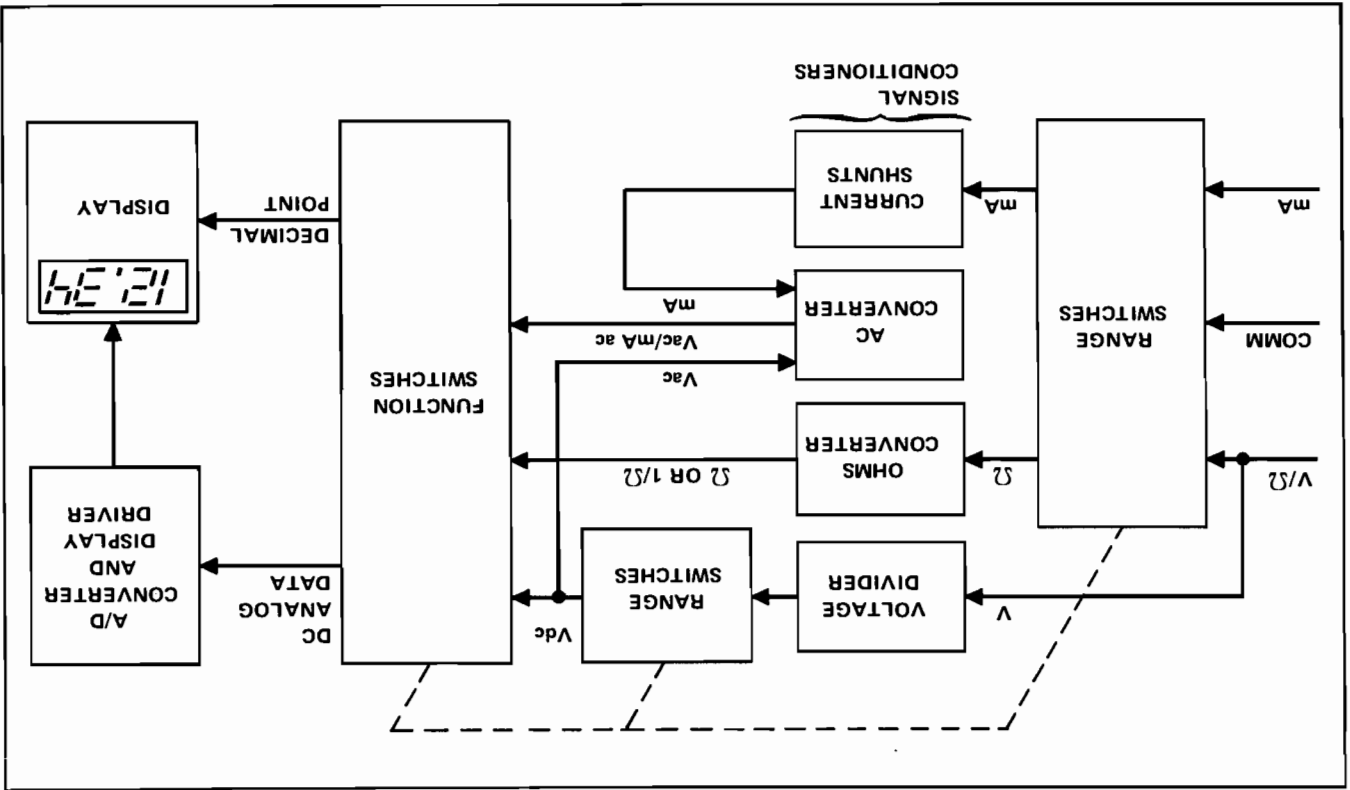 V
VOLTAGE
DIVIDER
RANGE
SWITCHES
Vdc
DC
ANALOG
DATA
A/D
CONVERTER
AND
DISPLAY
DRIVER
V/Ω
Ω
OHMS
CONVERTER
Ω OR 1/Ω
FUNCTION
SWITCHES
COMM
RANGE
SWITCHES
AC
CONVERTER
Vac
Vac/mA ac
mA
12.34
DISPLAY
DECIMAL
POINT
mA
mA
CURRENT
SHUNTS
SIGNAL
CONDITIONERS